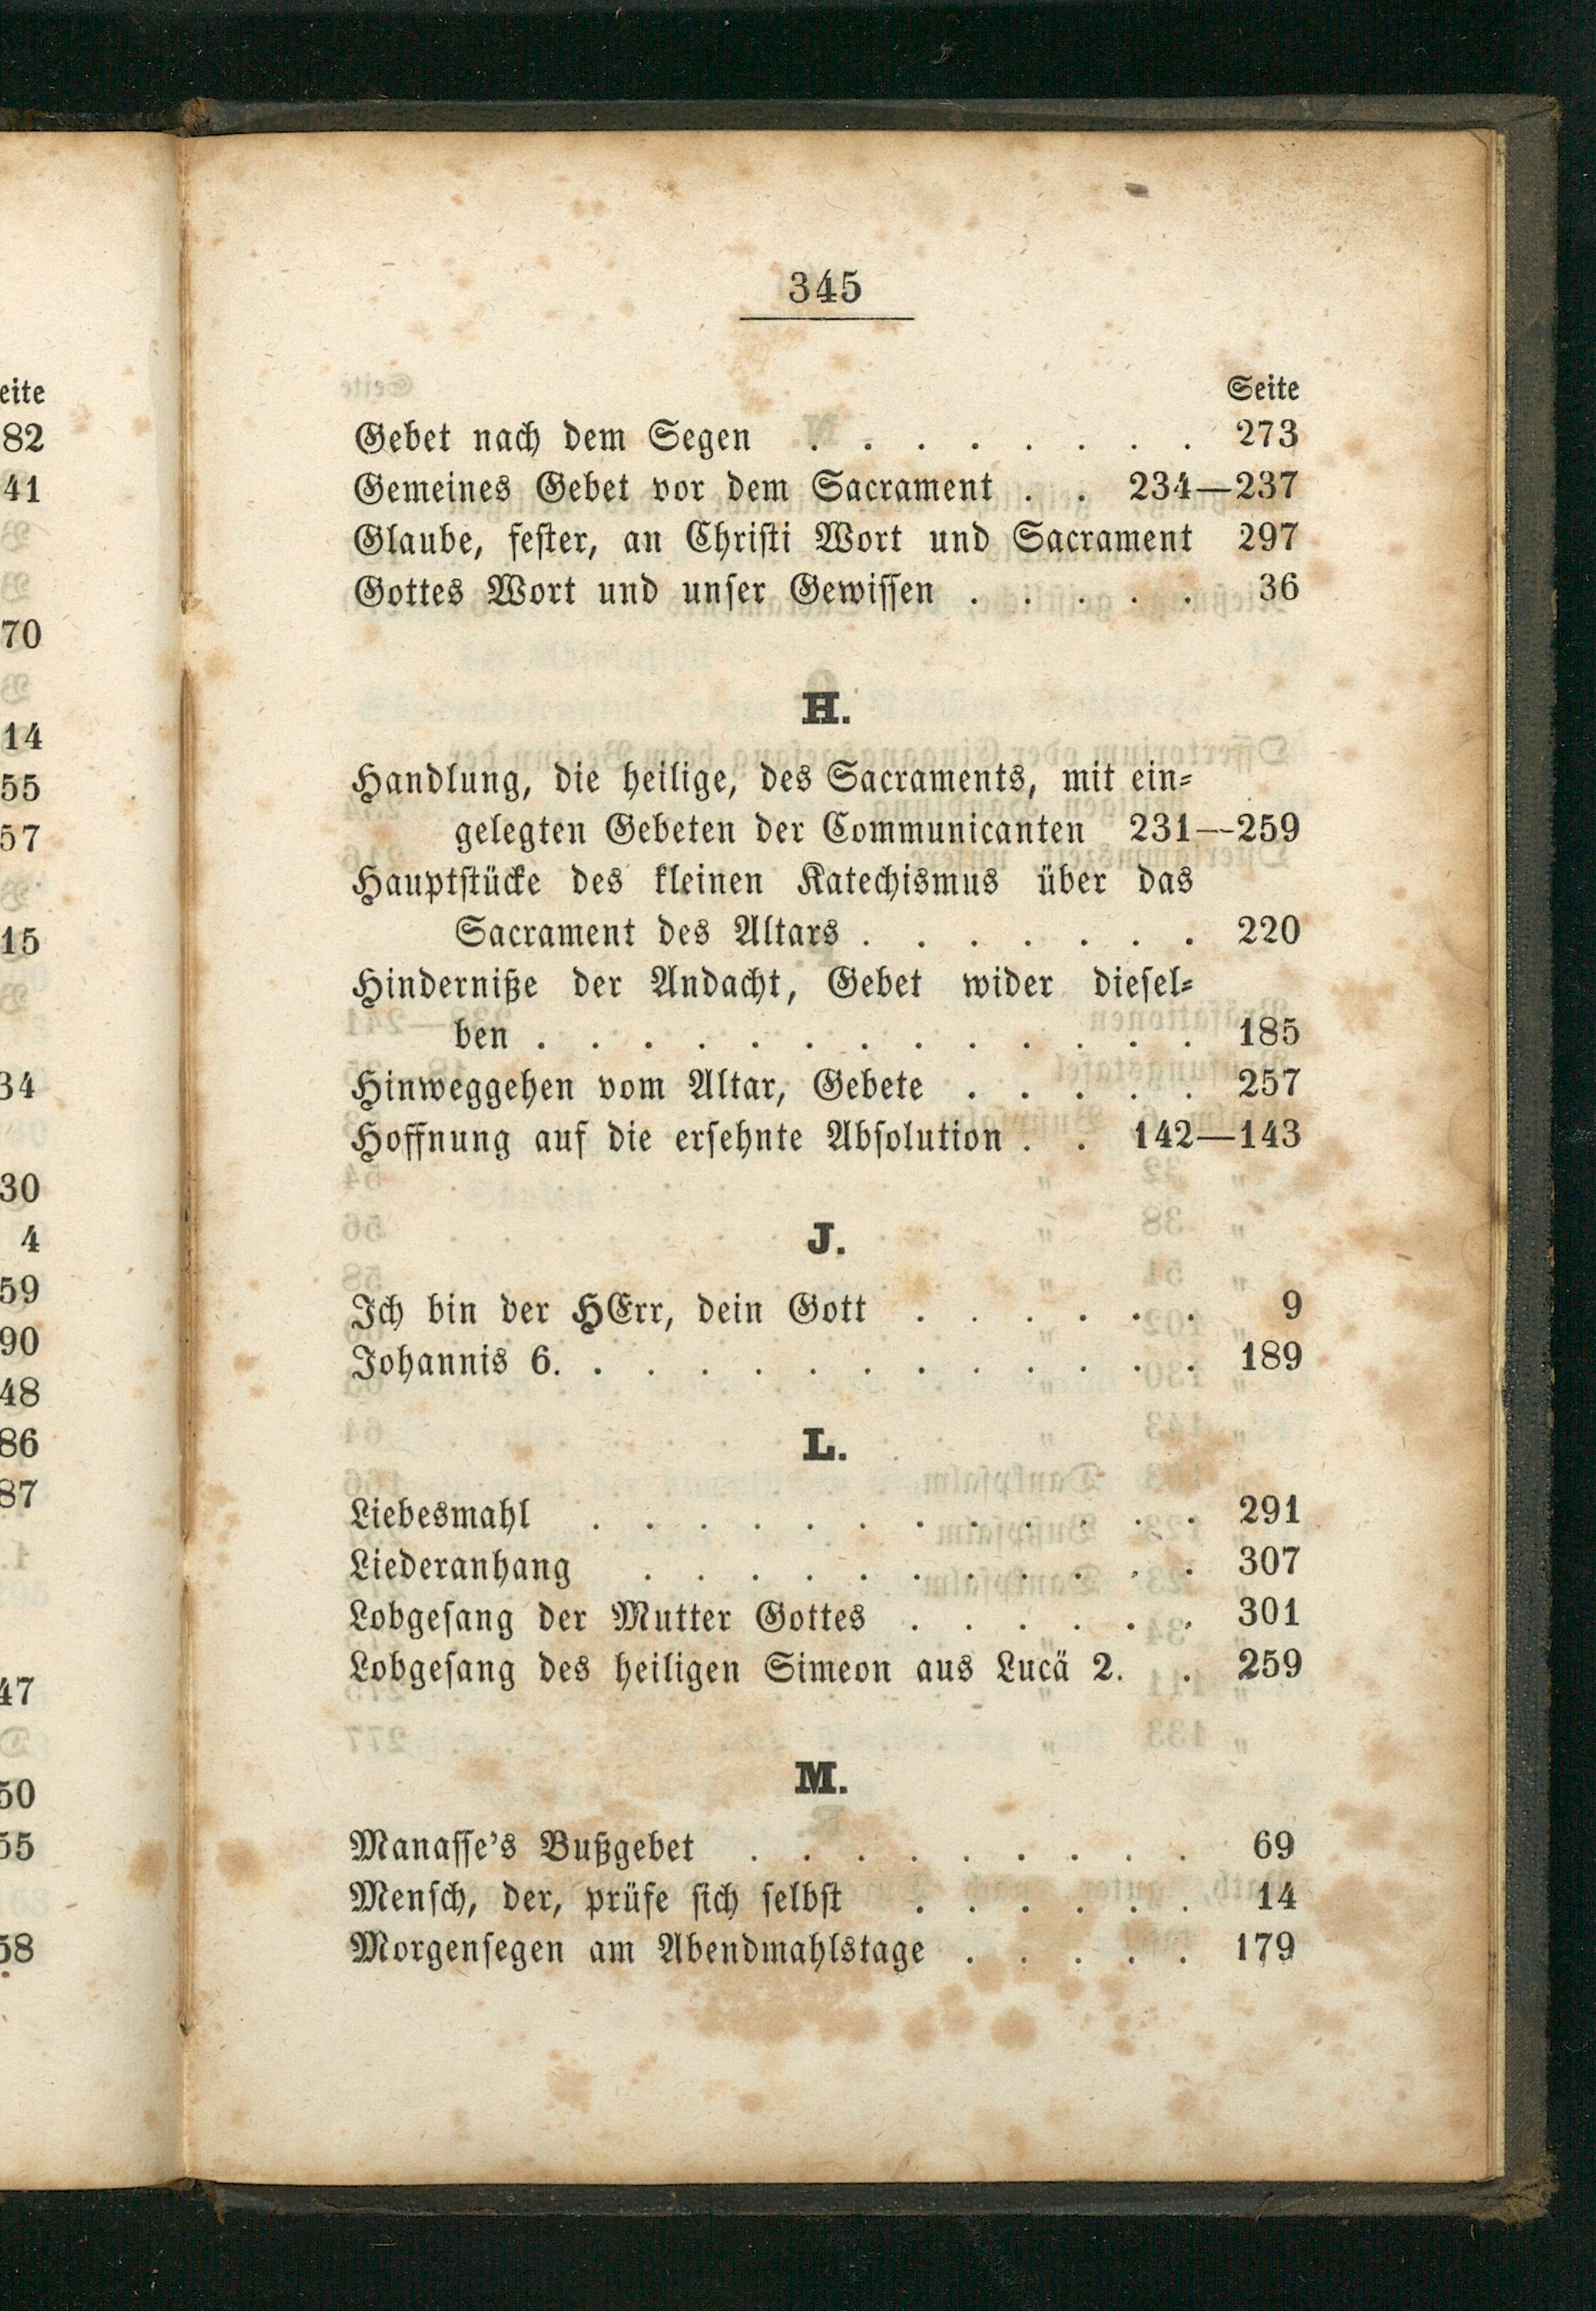 345
Seite
Gebet nach dem Segen . . . . . . . . 273
Gemeines Gebet vor dem Sacrament . . 234—237
Glaube, fester, an Christi Wort und Sacrament 297
Gottes Wort und unser Gewissen . . . . . 36
H.
Handlung, die heilige, des Sacraments, mit ein-
gelegten Gebeten der Communicanten 231—259
Hauptstücke des kleinen Katechismus über das
Sacrament des Altars . . . . . . . 220
Hinderniße der Andacht, Gebet wider diesel-
ben . . . . . . . . . . . . . 185
Hinweggehen vom Altar, Gebete . . . . . 257
Hoffnung auf die ersehnte Absolution . . 142—143
J.
Ich bin der HErr, dein Gott . . . . . . 9
Johannis 6. . . . . . . . . . . . . 189
L.
Liebesmahl . . . . . . . . . . . . 291
Liederanhang . . . . . . . . . . . 307
Lobgesang der Mutter Gottes . . . . . . 301
Lobgesang des heiligen Simeon aus Lucä 2. . 259
M.
Manasse's Bußgebet . . . . . . . . . 69
Mensch, der, prüfe sich selbst . . . . . . 14
Morgensegen am Abendmahlstage . . . . . 179